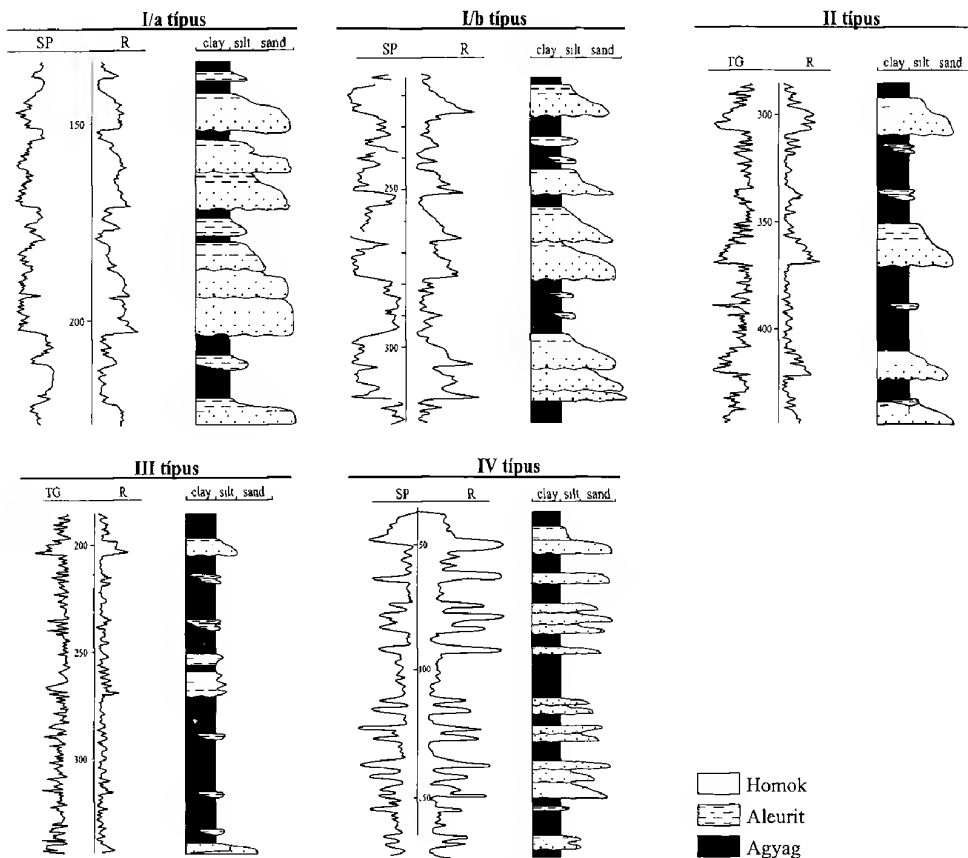 I/a típus
SP R clay silt sand
150
200
I/b típus
SP R clay silt sand
250
300
II típus
TG R clay silt sand
300
350
400
III típus
TG R clay silt sand
200
250
300
IV típus
SP R clay silt sand
50
100
150
Homok
Aleurit
Agyag